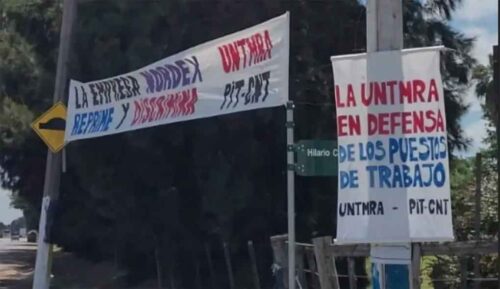 LA EMPRESA NORDEX UNTMRA
REPRIME Y DISCRIMINA PIT-CNT
Hilario C
LA UNTMRA
EN DEFENSA
DE LOS PUESTOS
DE TRABAJO
UNTMRA - PIT-CNT